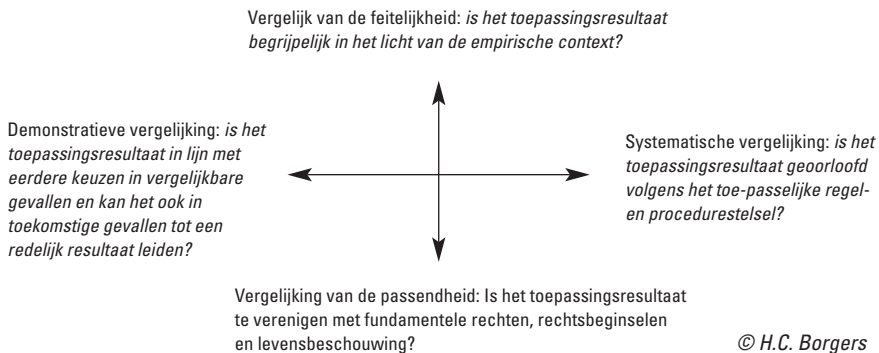 Vergelijk van de feitelijkheid: is het toepassingsresultaat
begrijpelijk in het licht van de empirische context?
Demonstratieve vergelijking: is het
toepassingsresultaat in lijn met
eerdere keuzen in vergelijkbare
gevallen en kan het ook in
toekomstige gevallen tot een
redelijk resultaat leiden?
Systematische vergelijking: is het
toepassingsresultaat geoorloofd
volgens het toe-passelijke regel-
en procedurestelsel?
Vergelijking van de passendheid: Is het toepassingsresultaat
te verenigen met fundamentele rechten, rechtsbeginselen
en levensbeschouwing?
© H.C. Borgers